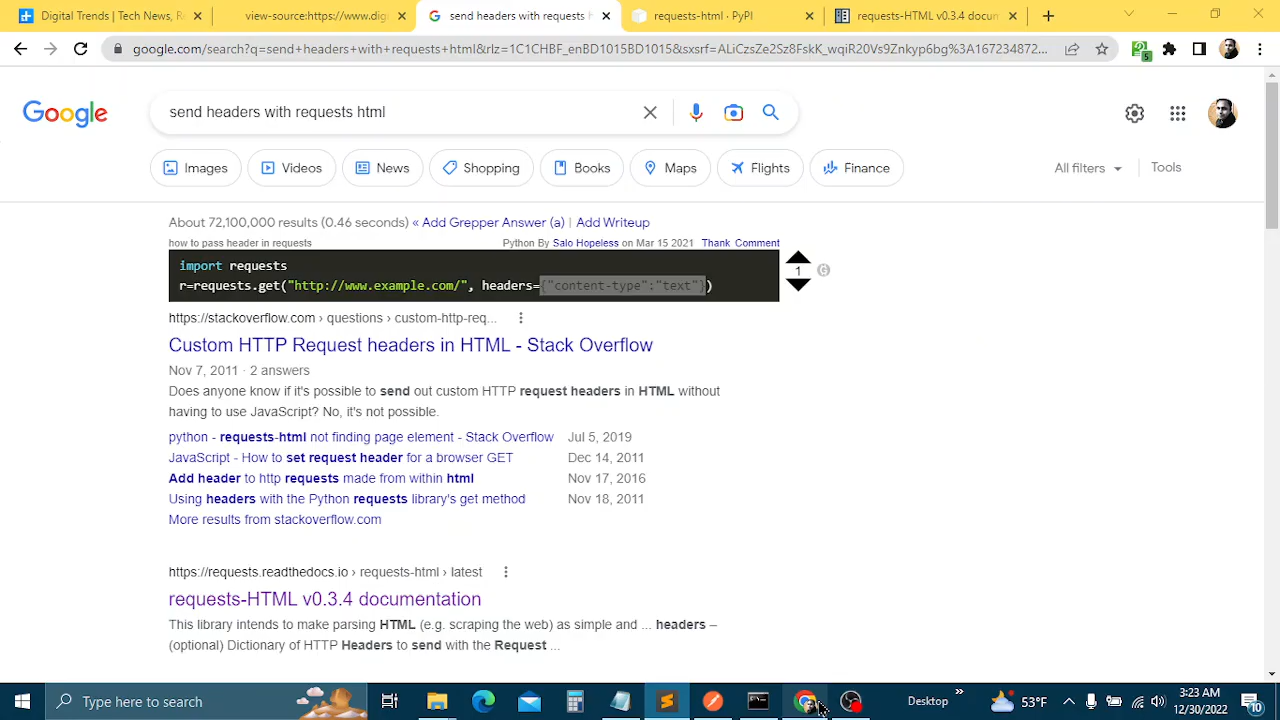 Digital Trends | Tech News, R
view-source:https://www.digi
send headers with requests h
requests-html · PyPI
requests-HTML v0.3.4 docum
google.com/search?q=send+headers+with+requests+html&rlz=1C1CHBF_enBD1015BD1015&sxsrf=ALiCzsZe2Sz8FskK_wqiR20Vs9Znkyp6bg%3A167234872...
5
Google
send headers with requests html
Images
Videos
News
Shopping
Books
Maps
Flights
Finance
All filters
Tools
About 72,100,000 results (0.46 seconds) « Add Grepper Answer (a) | Add Writeup
how to pass header in requests
Python By Salo Hopeless on Mar 15 2021 Thank Comment
import requests
r=requests.get("http://www.example.com/", headers={"content-type":"text"})
1
https://stackoverflow.com › questions › custom-http-req...
Custom HTTP Request headers in HTML - Stack Overflow
Nov 7, 2011 · 2 answers
Does anyone know if it's possible to send out custom HTTP request headers in HTML without
having to use JavaScript? No, it's not possible.
python - requests-html not finding page element - Stack Overflow Jul 5, 2019
JavaScript - How to set request header for a browser GET Dec 14, 2011
Add header to http requests made from within html Nov 17, 2016
Using headers with the Python requests library's get method Nov 18, 2011
More results from stackoverflow.com
https://requests.readthedocs.io › requests-html › latest
requests-HTML v0.3.4 documentation
This library intends to make parsing HTML (e.g. scraping the web) as simple and ... headers –
(optional) Dictionary of HTTP Headers to send with the Request ...
Type here to search
Desktop
53°F
3:23 AM
12/30/2022
10